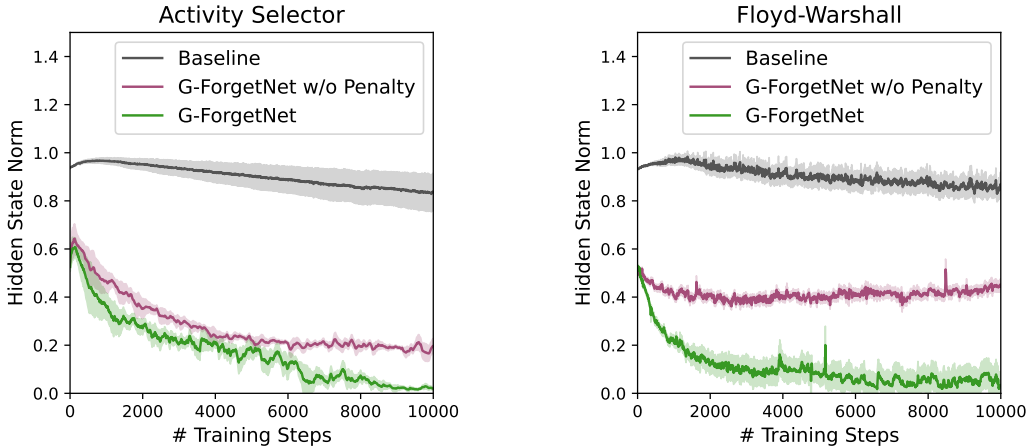 Activity Selector
Hidden State Norm
1.4
1.2
1.0
0.8
0.6
0.4
0.2
0.0
Baseline
G-ForgetNet w/o Penalty
G-ForgetNet
0 2000 4000 6000 8000 10000
# Training Steps
Floyd-Warshall
Hidden State Norm
1.4
1.2
1.0
0.8
0.6
0.4
0.2
0.0
Baseline
G-ForgetNet w/o Penalty
G-ForgetNet
0 2000 4000 6000 8000 10000
# Training Steps